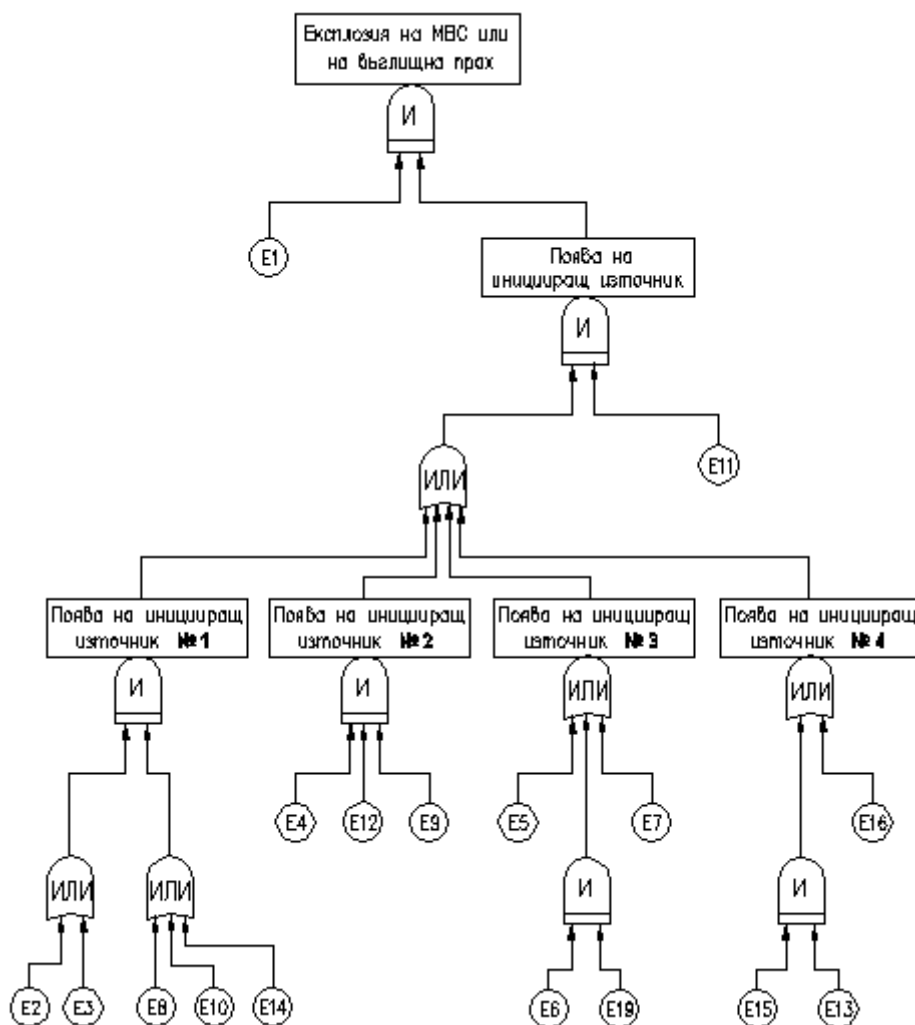 Експлозия на МВС или
на въглищна прах
И
E1
Поява на
иницииращ източник
И
E11
ИЛИ
Поява на иницииращ
източник №1
Поява на иницииращ
източник №2
Поява на иницииращ
източник №3
Поява на иницииращ
източник №4
И
И
ИЛИ
ИЛИ
E4
E12
E9
E5
E7
E16
ИЛИ
ИЛИ
И
И
E2
E3
E8
E10
E14
E6
E19
E15
E13